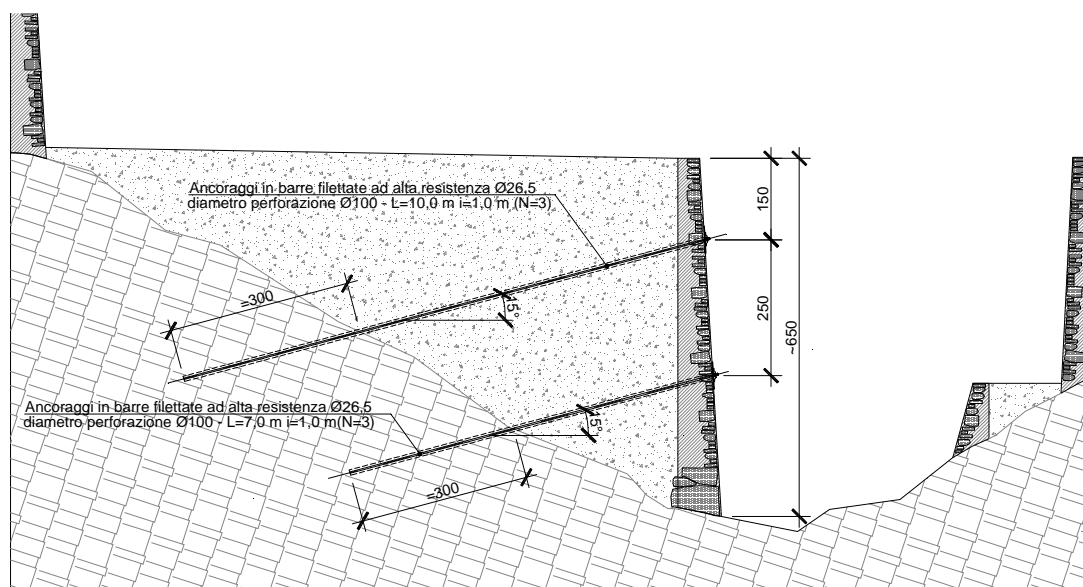 Ancoraggi in barre filettate ad alta resistenza Ø26,5
diametro perforazione Ø100 - L=10,0 m i=1,0 m (N=3)
150
250
~650
=300
15°
Ancoraggi in barre filettate ad alta resistenza Ø26,5
diametro perforazione Ø100 - L=7,0 m i=1,0 m(N=3)
15°
=300